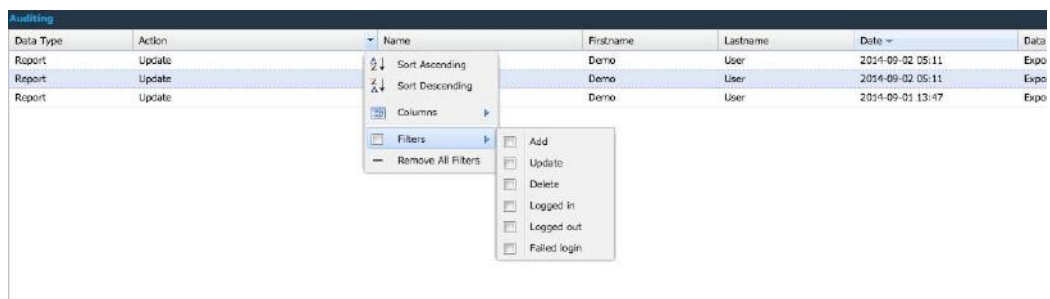 Auditing
Data Type Action Name Firstname Lastname Date Data
Report Update Demo User 2014-09-02 05:11 Expo
Report Update Demo User 2014-09-02 05:11 Expo
Report Update Demo User 2014-09-01 13:47 Expo
Sort Ascending
Sort Descending
Columns
Filters
Remove All Filters
Add
Update
Delete
Logged in
Logged out
Failed login